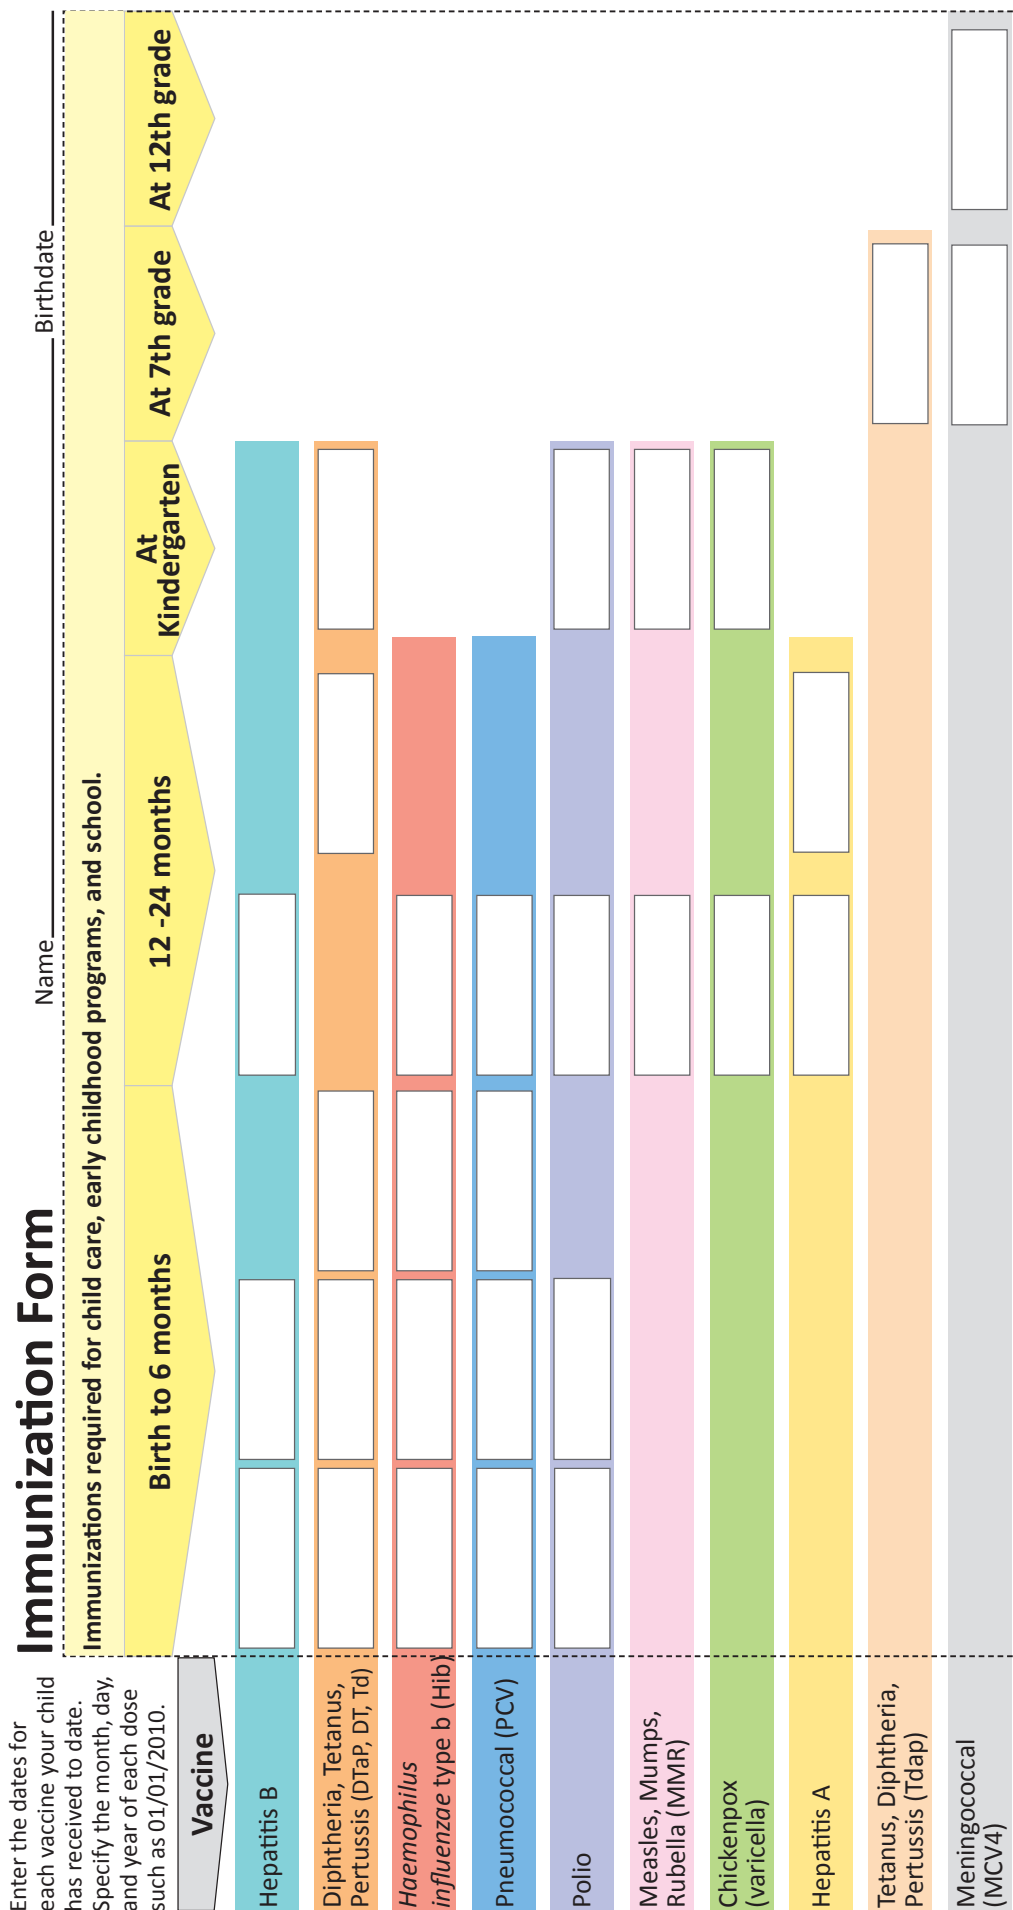 Immunization Form
Name
Birthdate
Enter the dates for
each vaccine your child
has received to date.
Specify the month, day,
and year of each dose
such as 01/01/2010.
Immunizations required for child care, early childhood programs, and school.
Birth to 6 months
12 -24 months
At
Kindergarten
At 7th grade
At 12th grade
Vaccine
Hepatitis B
Diphtheria, Tetanus,
Pertussis (DTaP, DT, Td)
Haemophilus
influenzae type b (Hib)
Pneumococcal (PCV)
Polio
Measles, Mumps,
Rubella (MMR)
Chickenpox
(varicella)
Hepatitis A
Tetanus, Diphtheria,
Pertussis (Tdap)
Meningococcal
(MCV4)